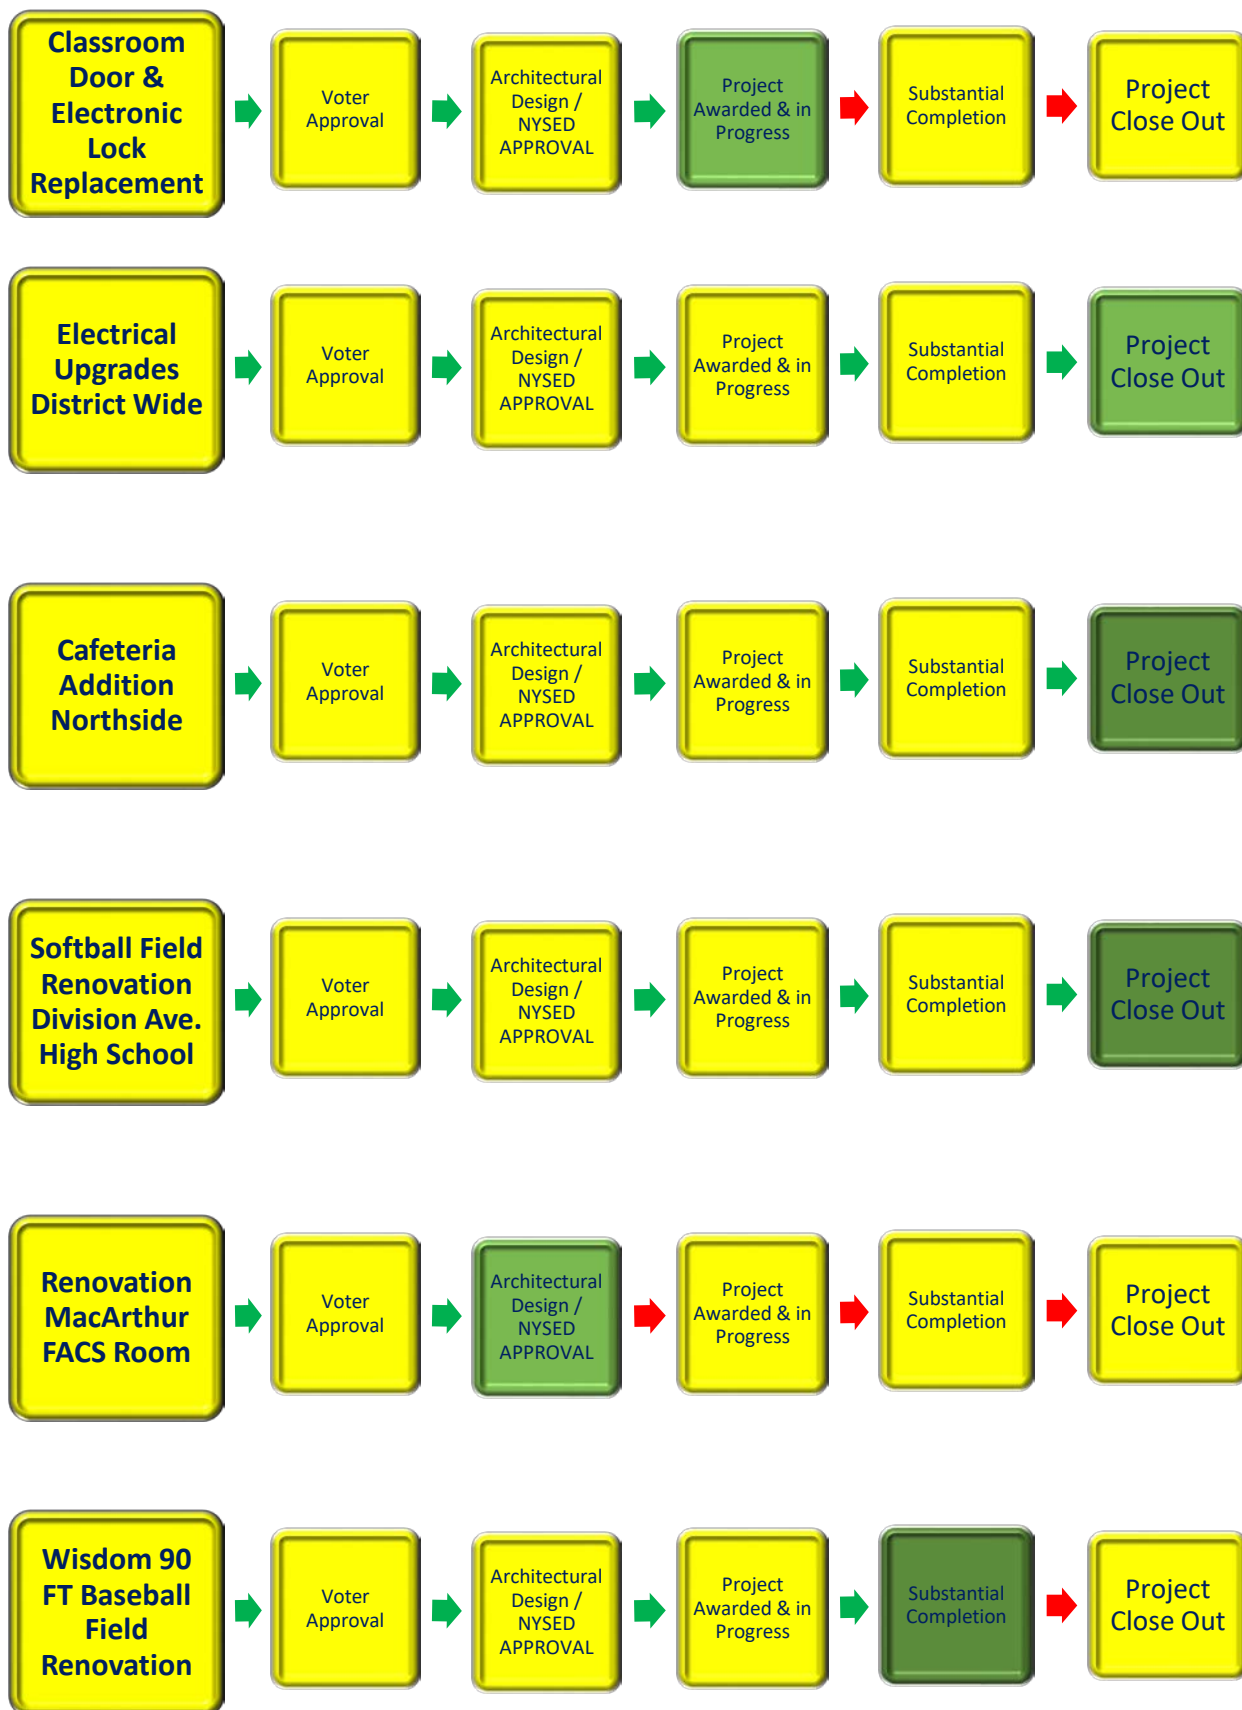 Classroom
Door &
Electronic
Lock
Replacement
Voter
Approval
Architectural
Design /
NYSED
APPROVAL
Project
Awarded & in
Progress
Substantial
Completion
Project
Close Out
Electrical
Upgrades
District Wide
Voter
Approval
Architectural
Design /
NYSED
APPROVAL
Project
Awarded & in
Progress
Substantial
Completion
Project
Close Out
Cafeteria
Addition
Northside
Voter
Approval
Architectural
Design /
NYSED
APPROVAL
Project
Awarded & in
Progress
Substantial
Completion
Project
Close Out
Softball Field
Renovation
Division Ave.
High School
Voter
Approval
Architectural
Design /
NYSED
APPROVAL
Project
Awarded & in
Progress
Substantial
Completion
Project
Close Out
Renovation
MacArthur
FACS Room
Voter
Approval
Architectural
Design /
NYSED
APPROVAL
Project
Awarded & in
Progress
Substantial
Completion
Project
Close Out
Wisdom 90
FT Baseball
Field
Renovation
Voter
Approval
Architectural
Design /
NYSED
APPROVAL
Project
Awarded & in
Progress
Substantial
Completion
Project
Close Out